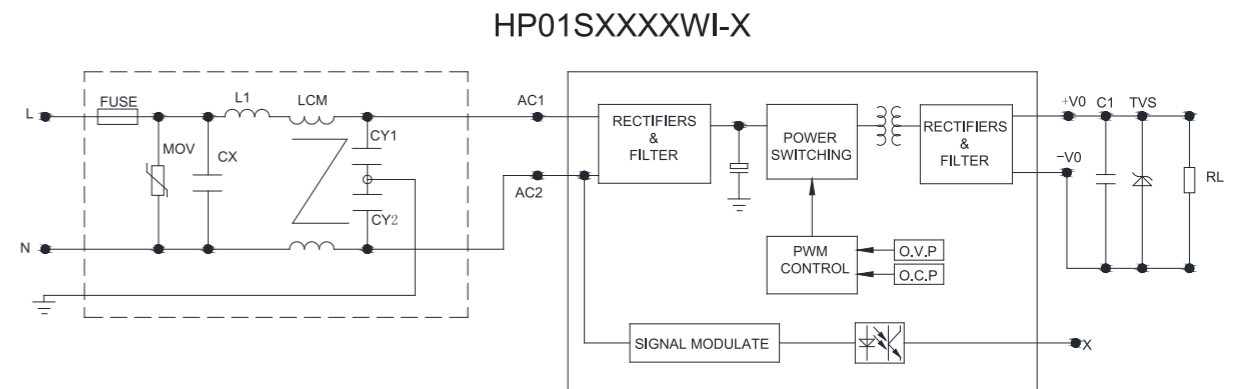 HP01SXXXXWI-X
L
FUSE
L1
LCM
MOV
CX
CY1
CY2
N
AC1
AC2
RECTIFIERS
&
FILTER
POWER
SWITCHING
RECTIFIERS
&
FILTER
PWM
CONTROL
O.V.P
O.C.P
SIGNAL MODULATE
+V0
C1
TVS
−V0
RL
X